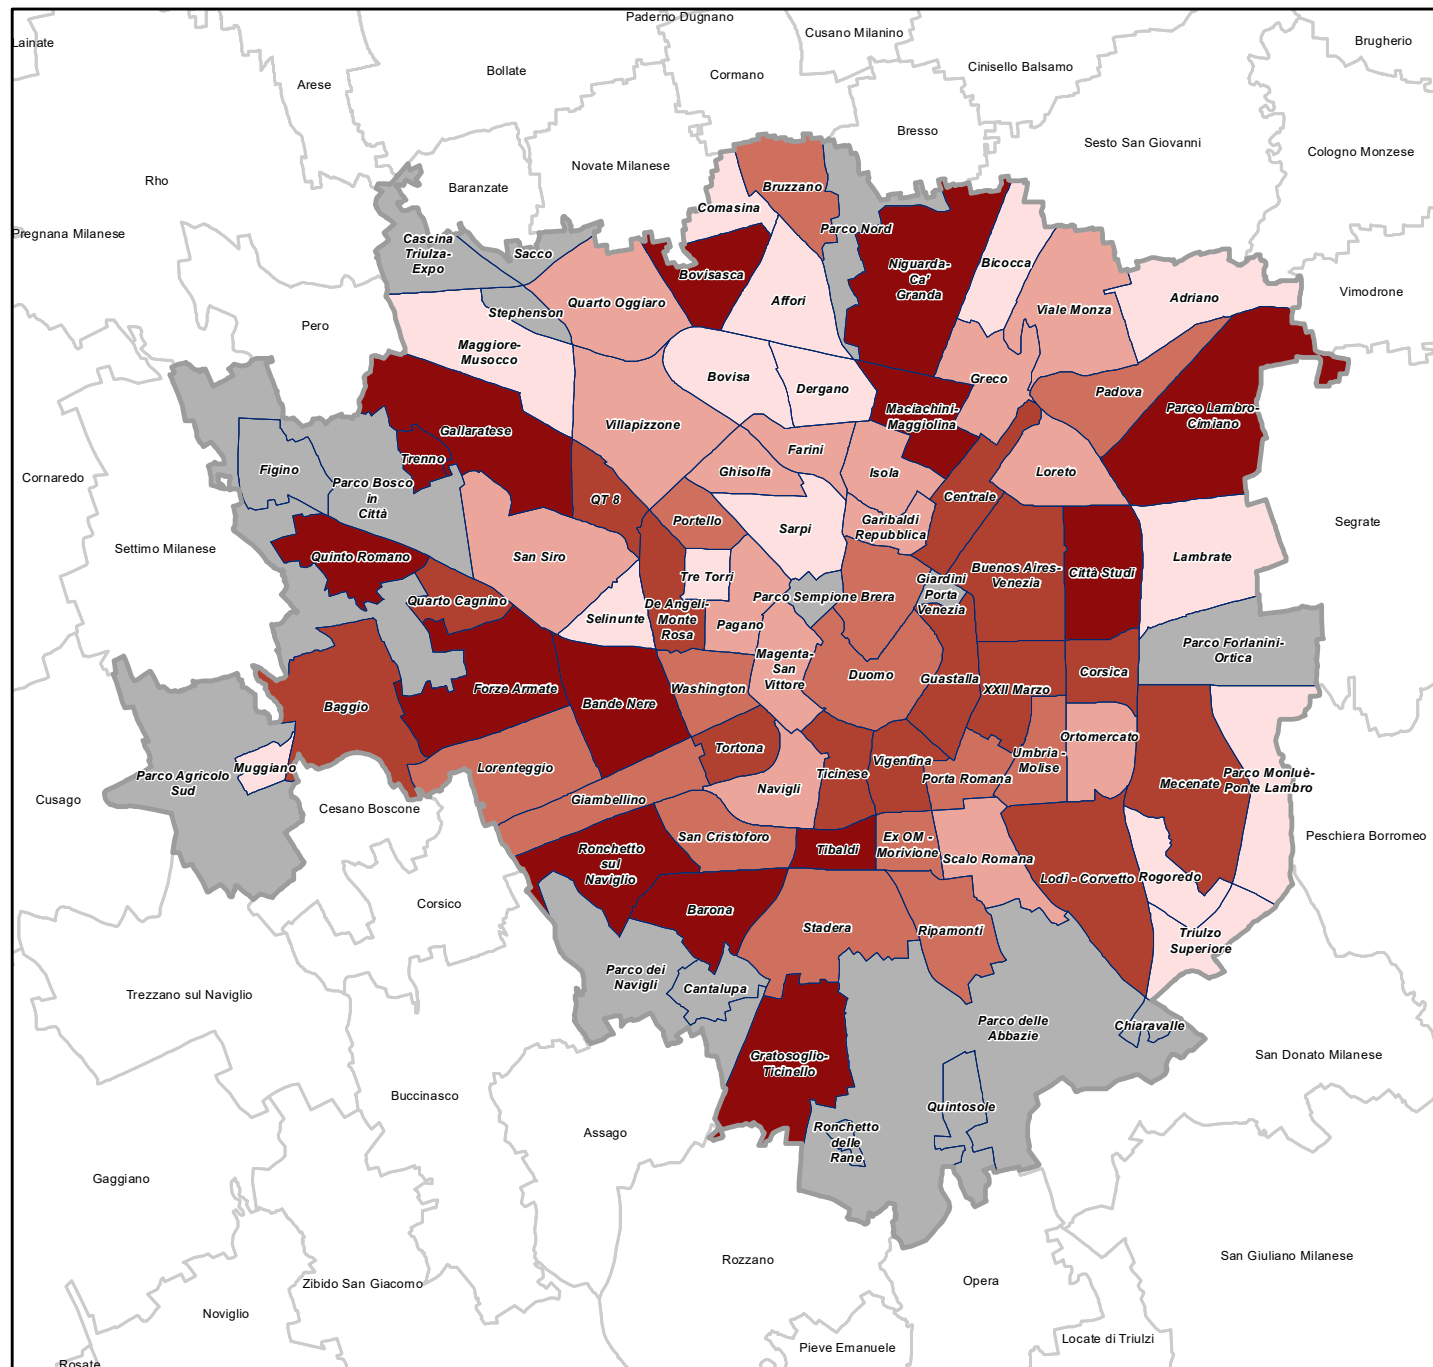 Paderno Dugnano
Cusano Milanino
Brugherio
Lainate
Bollate
Cinisello Balsamo
Cormano
Arese
Bresso
Sesto San Giovanni
Cologno Monzese
Novate Milanese
Rho
Baranzate
Bruzzano
Comasina
Parco Nord
Pregnana Milanese
Cascina
Triulza-
Expo
Sacco
Bovisasca
Niguarda-
Ca'
Granda
Bicocca
Adriano
Vimodrone
Quarto Oggiaro
Affori
Viale Monza
Stephenson
Pero
Maggiore-
Musocco
Bovisa
Dergano
Greco
Padova
Maciachini-
Maggiolina
Parco Lambro-
Cimiano
Villapizzone
Gallaratese
Trenno
Farini
Ghisolfa
Isola
Loreto
Figino
Parco Bosco
in
Città
Cornaredo
QT 8
Centrale
Portello
Sarpi
Garibaldi
Repubblica
Segrate
Settimo Milanese
Quinto Romano
San Siro
Lambrate
Tre Torri
Buenos Aires-
Venezia
Città Studi
Giardini
Porta
Venezia
Parco Sempione
Brera
Quarto Cagnino
De Angeli-
Monte
Rosa
Selinunte
Pagano
Parco Forlanini-
Ortica
Magenta-
San
Vittore
Duomo
Guastalla
XXII Marzo
Corsica
Washington
Forze Armate
Bande Nere
Baggio
Ortomercato
Tortona
Vigentina
Umbria -
Molise
Lorenteggio
Muggiano
Parco Agricolo
Sud
Ticinese
Porta Romana
Mecenate
Parco Monluè-
Ponte Lambro
Navigli
Giambellino
Cusago
Cesano Boscone
San Cristoforo
Peschiera Borromeo
Ronchetto
sul
Naviglio
Tibaldi
Ex OM -
Morivione
Scalo Romana
Lodi - Corvetto
Rogoredo
Corsico
Barona
Stadera
Ripamonti
Triulzo
Superiore
Parco dei
Navigli
Cantalupa
Trezzano sul Naviglio
Parco delle
Abbazie
Chiaravalle
San Donato Milanese
Gratosoglio-
Ticinello
Buccinasco
Quintosole
Assago
Ronchetto
delle
Rane
Gaggiano
Rozzano
San Giuliano Milanese
Zibido San Giacomo
Opera
Noviglio
Locate di Triulzi
Pieve Emanuele
Rosate